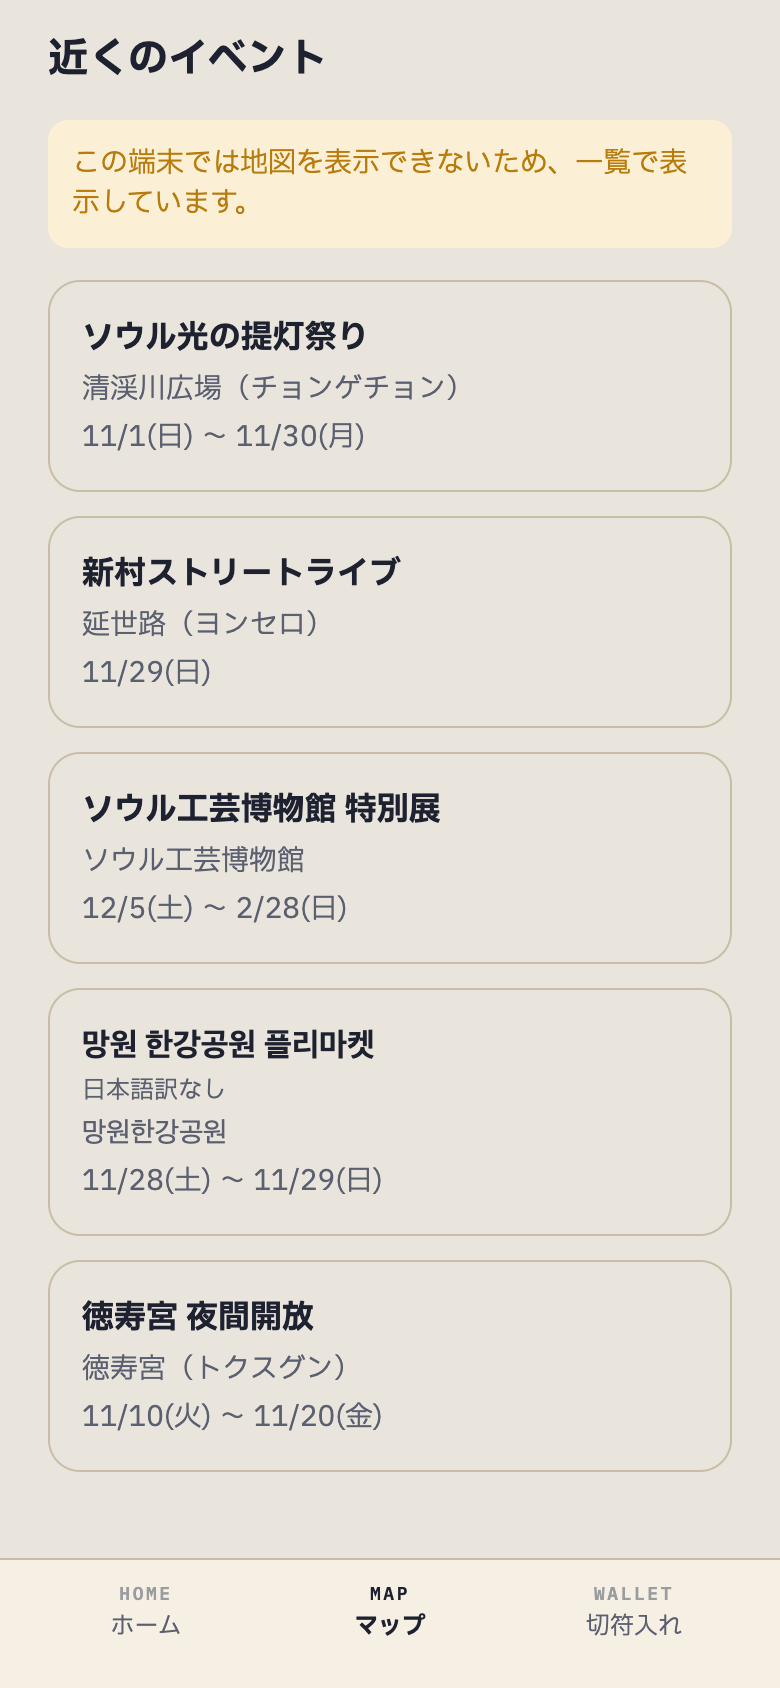 近くのイベント
この端末では地図を表示できないため、一覧で表
示しています。
ソウル光の提灯祭り
清渓川広場（チョンゲチョン）
11/1(日) ～ 11/30(月)
新村ストリートライブ
延世路（ヨンセロ）
11/29(日)
ソウル工芸博物館 特別展
ソウル工芸博物館
12/5(土) ～ 2/28(日)
망원 한강공원 플리마켓
日本語訳なし
망원한강공원
11/28(土) ～ 11/29(日)
徳寿宮 夜間開放
徳寿宮（トクスグン）
11/10(火) ～ 11/20(金)
HOME MAP WALLET
ホーム マップ 切符入れ